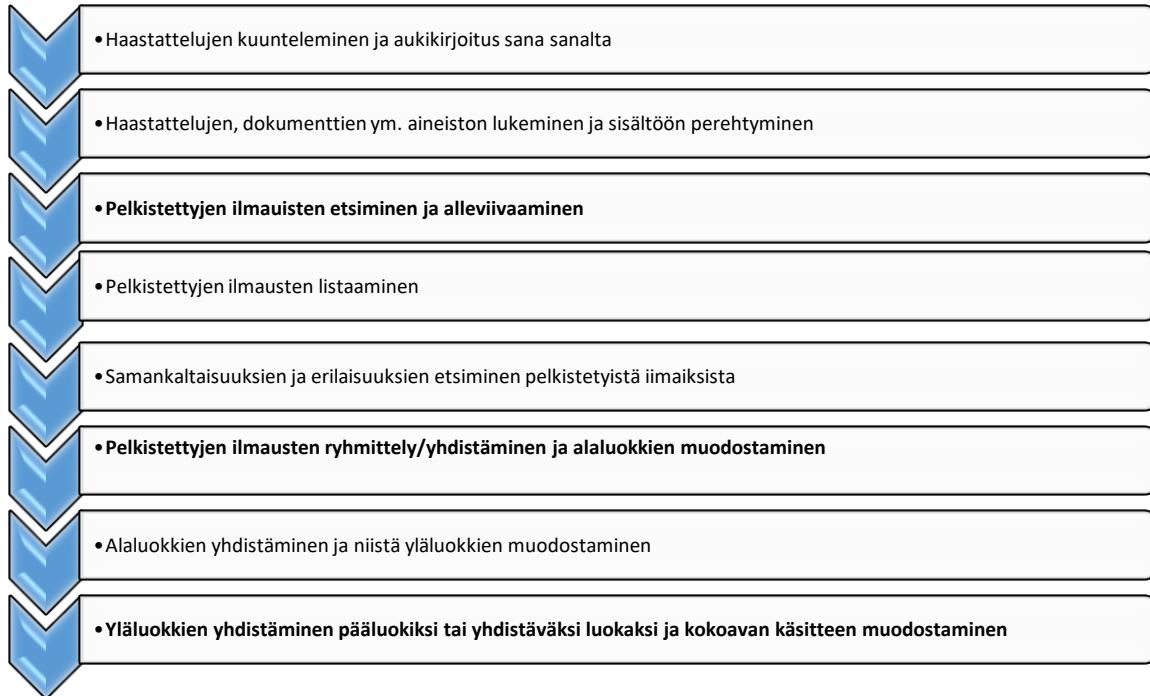 •Haastattelujen kuunteleminen ja aukikirjoitus sana sanalta
•Haastattelujen, dokumenttien ym. aineiston lukeminen ja sisältöön perehtyminen
•Pelkistettyjen ilmauisten etsiminen ja alleviivaaminen
•Pelkistettyjen ilmausten listaaminen
•Samankaltaisuuksien ja erilaisuuksien etsiminen pelkistetyistä iimaiksista
•Pelkistettyjen ilmausten ryhmittely/yhdistäminen ja alaluokkien muodostaminen
•Alaluokkien yhdistäminen ja niistä yläluokkien muodostaminen
•Yläluokkien yhdistäminen pääluokiksi tai yhdistäväksi luokaksi ja kokoavan käsitteen muodostaminen